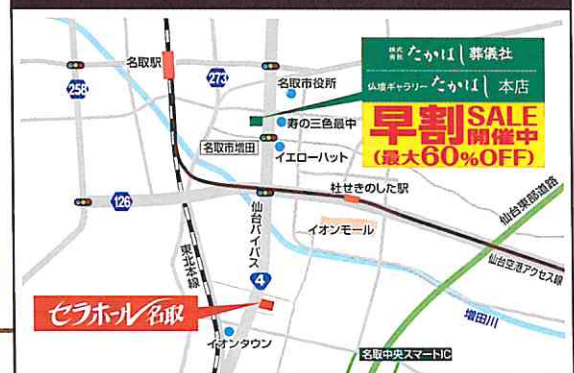 株式会社 たかはし葬儀社
仏壇ギャラリー たかはし 本店
早割 SALE 開催中
(最大60%OFF)
名取駅
258
273
名取市役所
寿の三色最中
名取市増田
イエローハット
126
杜せきのした駅
仙台バイパス
イオンモール
仙台東部道路
仙台空港アクセス線
東北本線
4
セラホール名取
増田川
イオンタウン
名取中央スマートIC